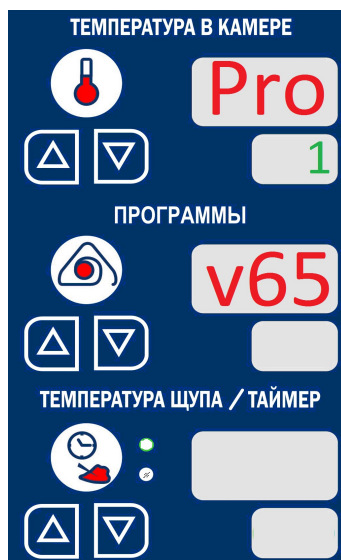 ТЕМПЕРАТУРА В КАМЕРЕ
Pro
1
ПРОГРАММЫ
v65
ТЕМПЕРАТУРА ЩУПА / ТАЙМЕР